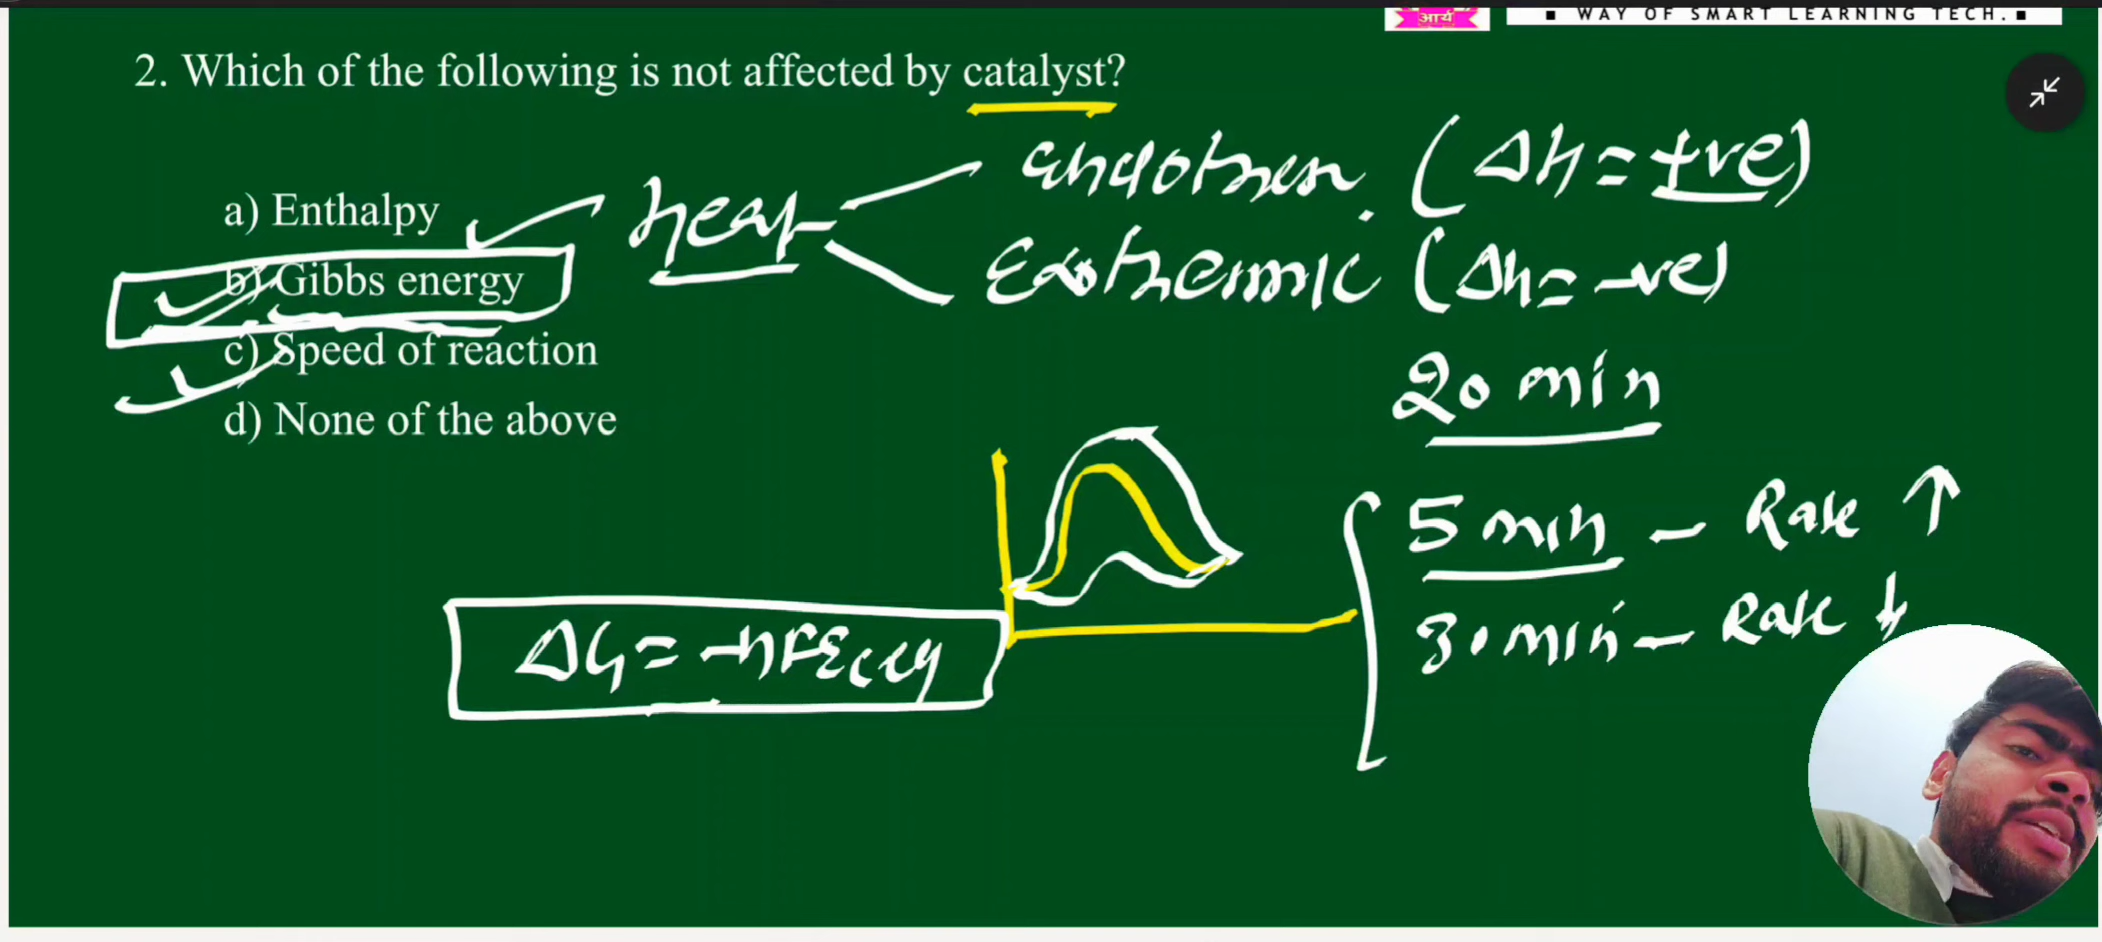 आर्य
▪ WAY OF SMART LEARNING TECH. ▪
2. Which of the following is not affected by catalyst?
a) Enthalpy
b) Gibbs energy
c) Speed of reaction
d) None of the above
heat
(Δh = +ve)
Exothermic (Δh = -ve)
20 min
5 min - Rate ↑
30 min - Rate ↓
ΔG = -nFEcell